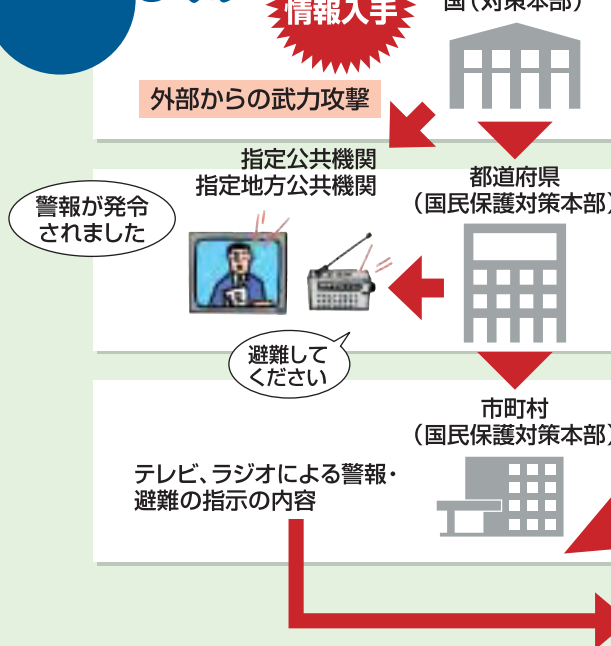 情報入手
国(対策本部)
外部からの武力攻撃
指定公共機関
指定地方公共機関
都道府県
(国民保護対策本部)
警報が発令
されました
避難して
ください
市町村
(国民保護対策本部)
テレビ、ラジオによる警報・
避難の指示の内容